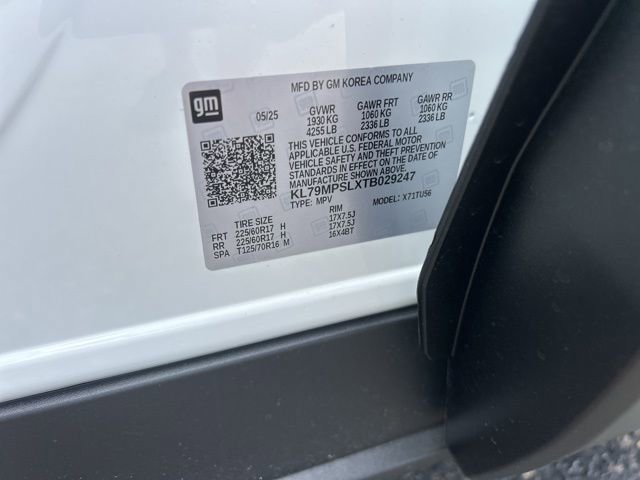 MFD BY GM KOREA COMPANY
gm
05/25 GVWR GAWR FRT GAWR RR
1930 KG 1060 KG 1060 KG
4255 LB 2336 LB 2336 LB
THIS VEHICLE CONFORMS TO ALL
APPLICABLE U.S. FEDERAL MOTOR
VEHICLE SAFETY AND THEFT PREVENTION
STANDARDS IN EFFECT ON THE DATE OF
MANUFACTURE SHOWN ABOVE.
KL79MPSLXTB029247
TYPE: MPV MODEL: X71TU56
TIRE SIZE RIM
FRT 225/60R17 H 17X7.5J
RR 225/60R17 H 17X7.5J
SPA T125/70R16 M 16X4BT